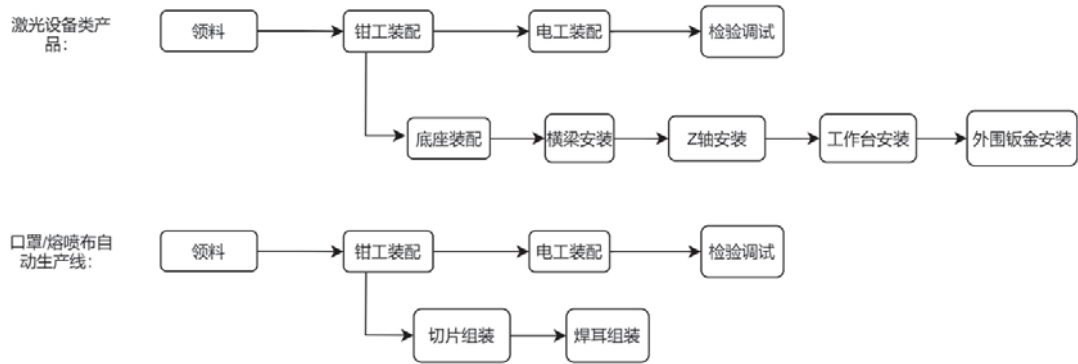 激光设备类产
品:
领料
钳工装配
电工装配
检验调试
底座装配
横梁安装
Z轴安装
工作台安装
外围钣金安装
口罩/熔喷布自
动生产线:
领料
钳工装配
电工装配
检验调试
切片组装
焊耳组装